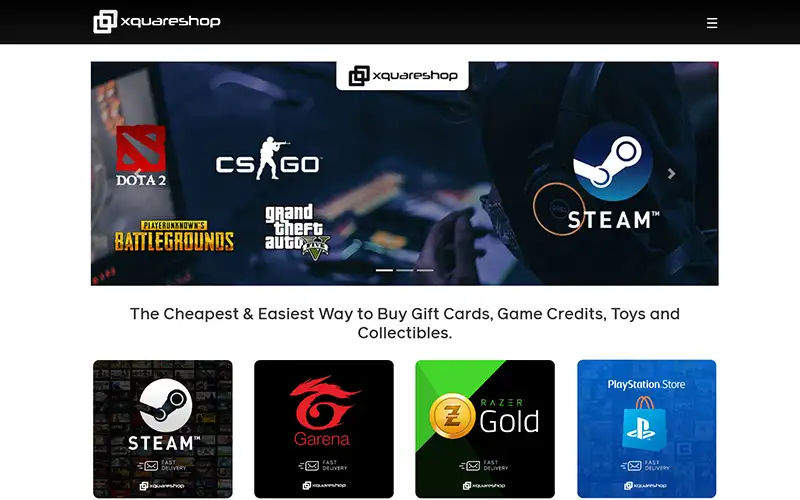 xquareshop
xquareshop
DOTA 2
CS GO
STEAM™
PLAYERUNKNOWN'S
BATTLEGROUNDS
grand
theft
auto
FIVE
The Cheapest & Easiest Way to Buy Gift Cards, Game Credits, Toys and
Collectibles.
STEAM™
FAST
DELIVERY
xquareshop
Garena
FAST
DELIVERY
xquareshop
RAZER
Gold
FAST
DELIVERY
xquareshop
PlayStation.Store
FAST
DELIVERY
xquareshop